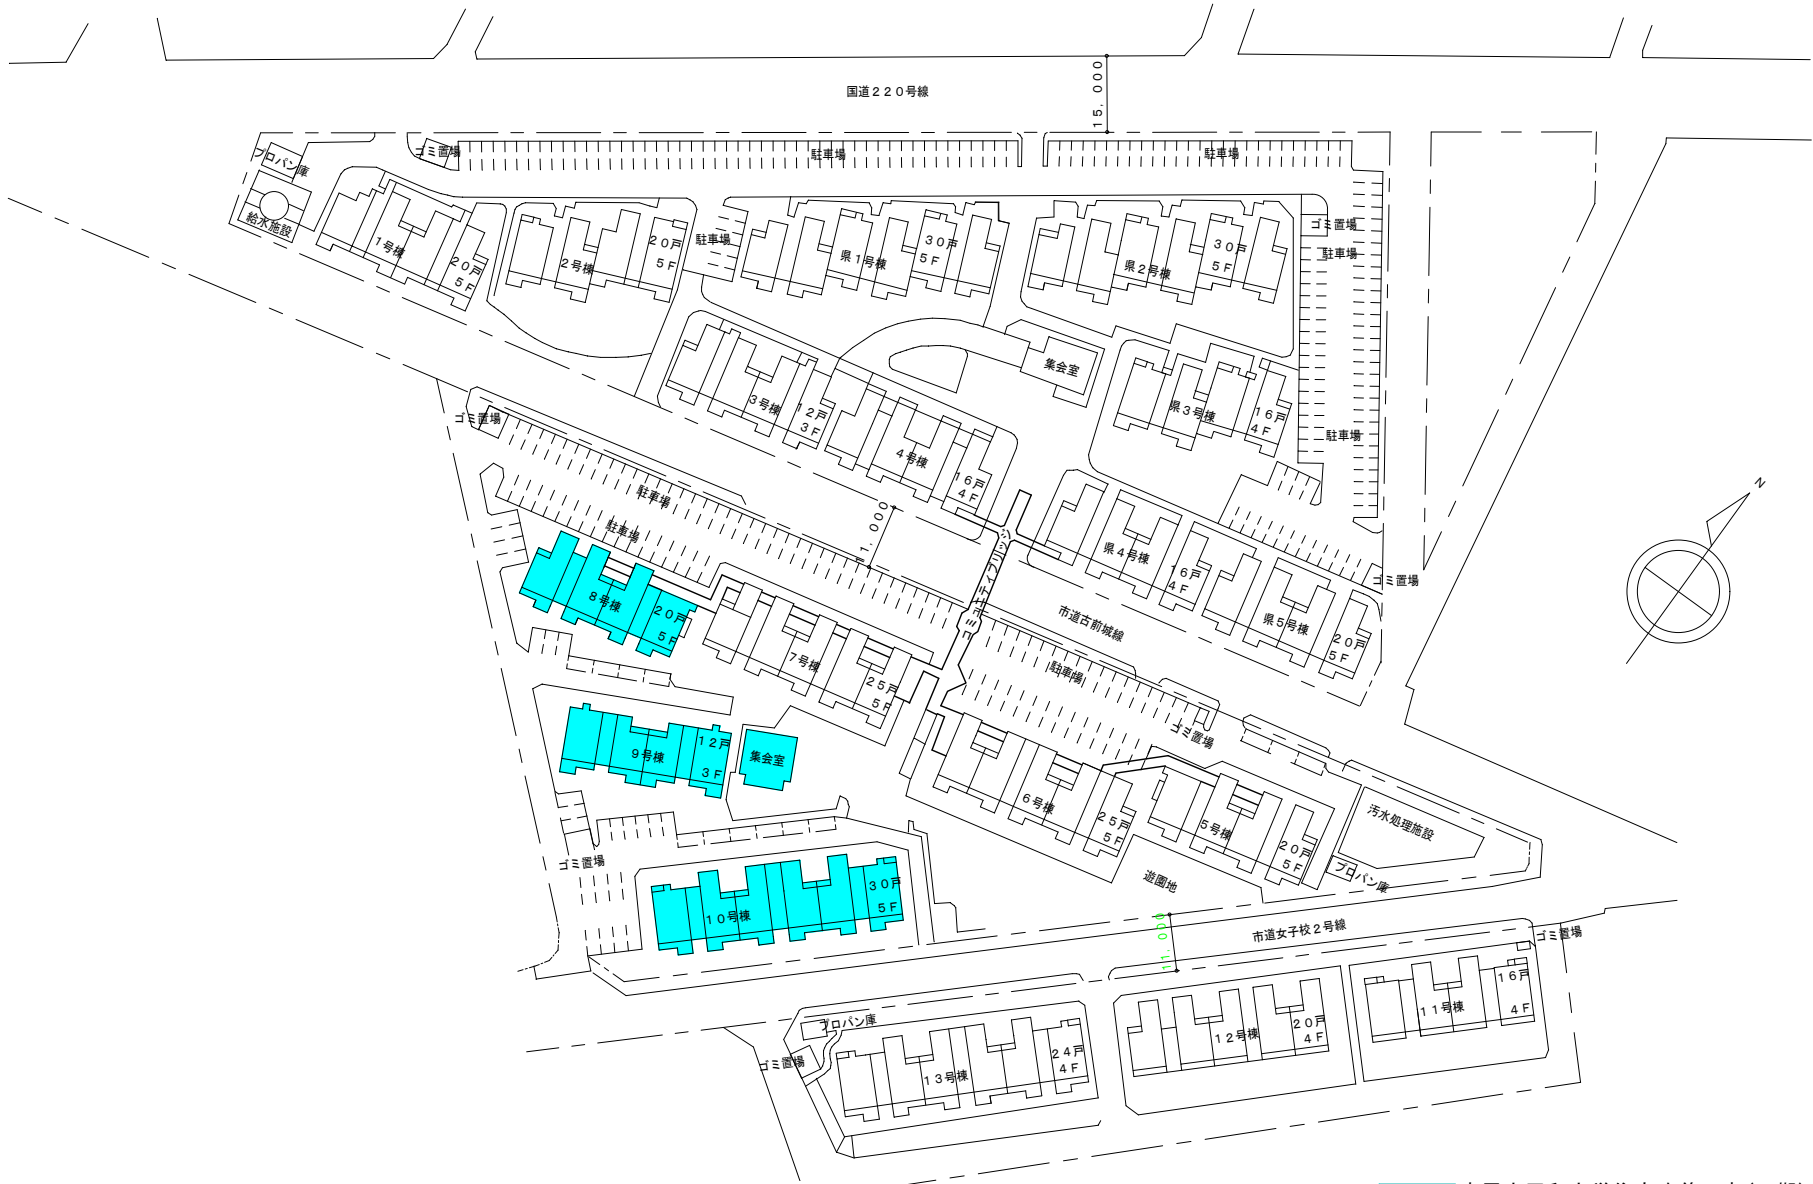 国道２２０号線
１５，０００
プロパン庫
ゴミ置場
駐車場
駐車場
給水施設
１号棟
２０戸
５Ｆ
２号棟
２０戸
５Ｆ
駐車場
県１号棟
３０戸
５Ｆ
県２号棟
３０戸
５Ｆ
ゴミ置場
駐車場
集会室
３号棟
１２戸
３Ｆ
４号棟
１６戸
４Ｆ
県３号棟
１６戸
４Ｆ
駐車場
ゴミ置場
駐車場
駐車場
１，０００
コミュニティブリッジ
県４号棟
１６戸
４Ｆ
県５号棟
２０戸
５Ｆ
ゴミ置場
N
８号棟
２０戸
５Ｆ
７号棟
２５戸
５Ｆ
市道古前城線
駐車場
ゴミ置場
９号棟
１２戸
３Ｆ
集会室
６号棟
２５戸
５Ｆ
５号棟
２０戸
５Ｆ
汚水処理施設
プロパン庫
遊園地
ゴミ置場
１０号棟
３０戸
５Ｆ
１１，０００
市道女子校２号線
ゴミ置場
プロパン庫
ゴミ置場
１３号棟
２４戸
４Ｆ
１２号棟
２０戸
４Ｆ
１１号棟
１６戸
４Ｆ